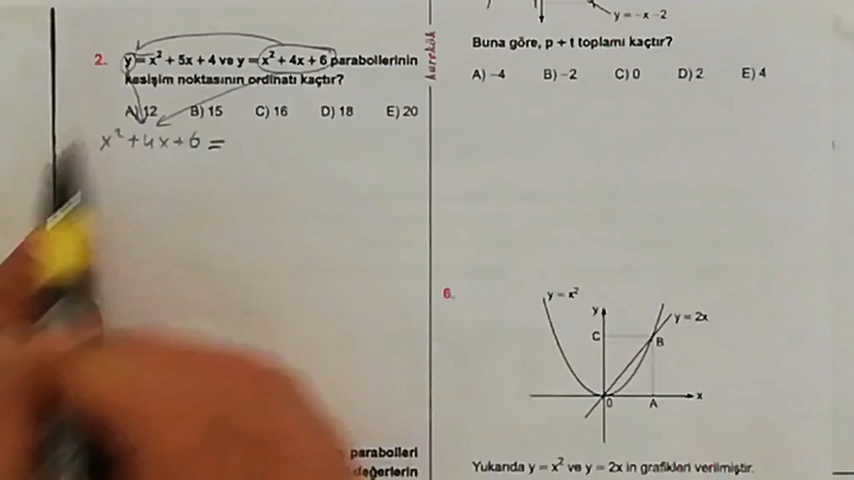 2. y = x² + 5x + 4 ve y = x² + 4x + 6 parabollerinin
kesişim noktasının ordinatı kaçtır?
A) 12 B) 15 C) 16 D) 18 E) 20
x² + 4x + 6 =
parabolleri
değerlerin
karekök
y = -x - 2
Buna göre, p + t toplamı kaçtır?
A) -4 B) -2 C) 0 D) 2 E) 4
6.
y = x²
y
y = 2x
C
B
0 A x
Yukarıda y = x² ve y = 2x in grafikleri verilmiştir.